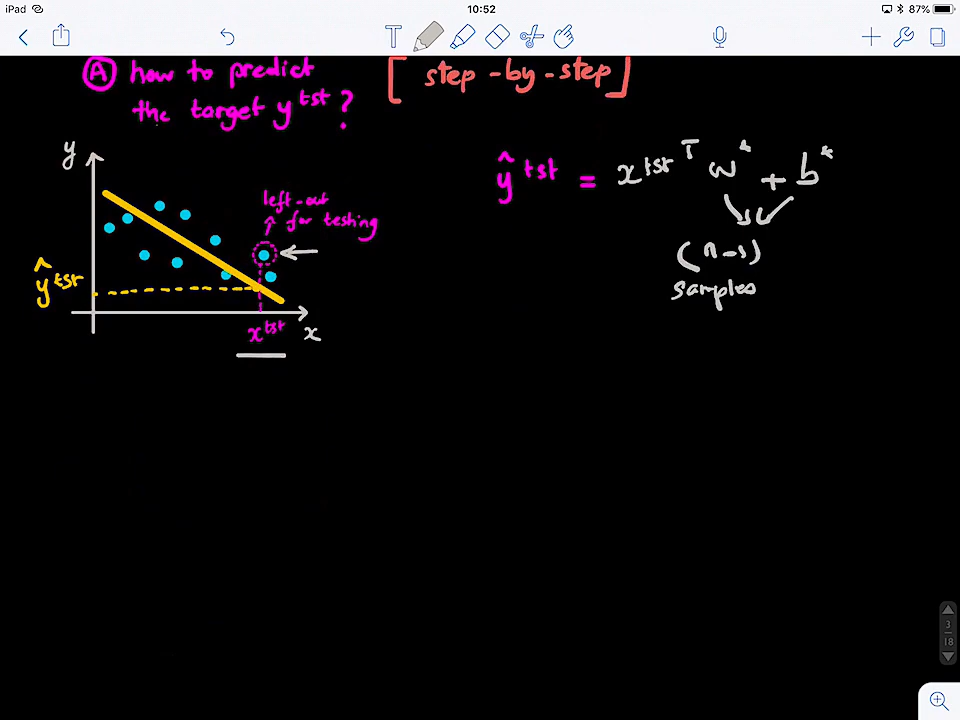 iPad
10:52
87%
T
Ⓐ how to predict
the target y^tst ?
[ step-by-step ]
y
left-out
for testing
ŷ^tst
x^tst
x
ŷ^tst = x^tst^T w* + b*
(n-1)
samples
3
18